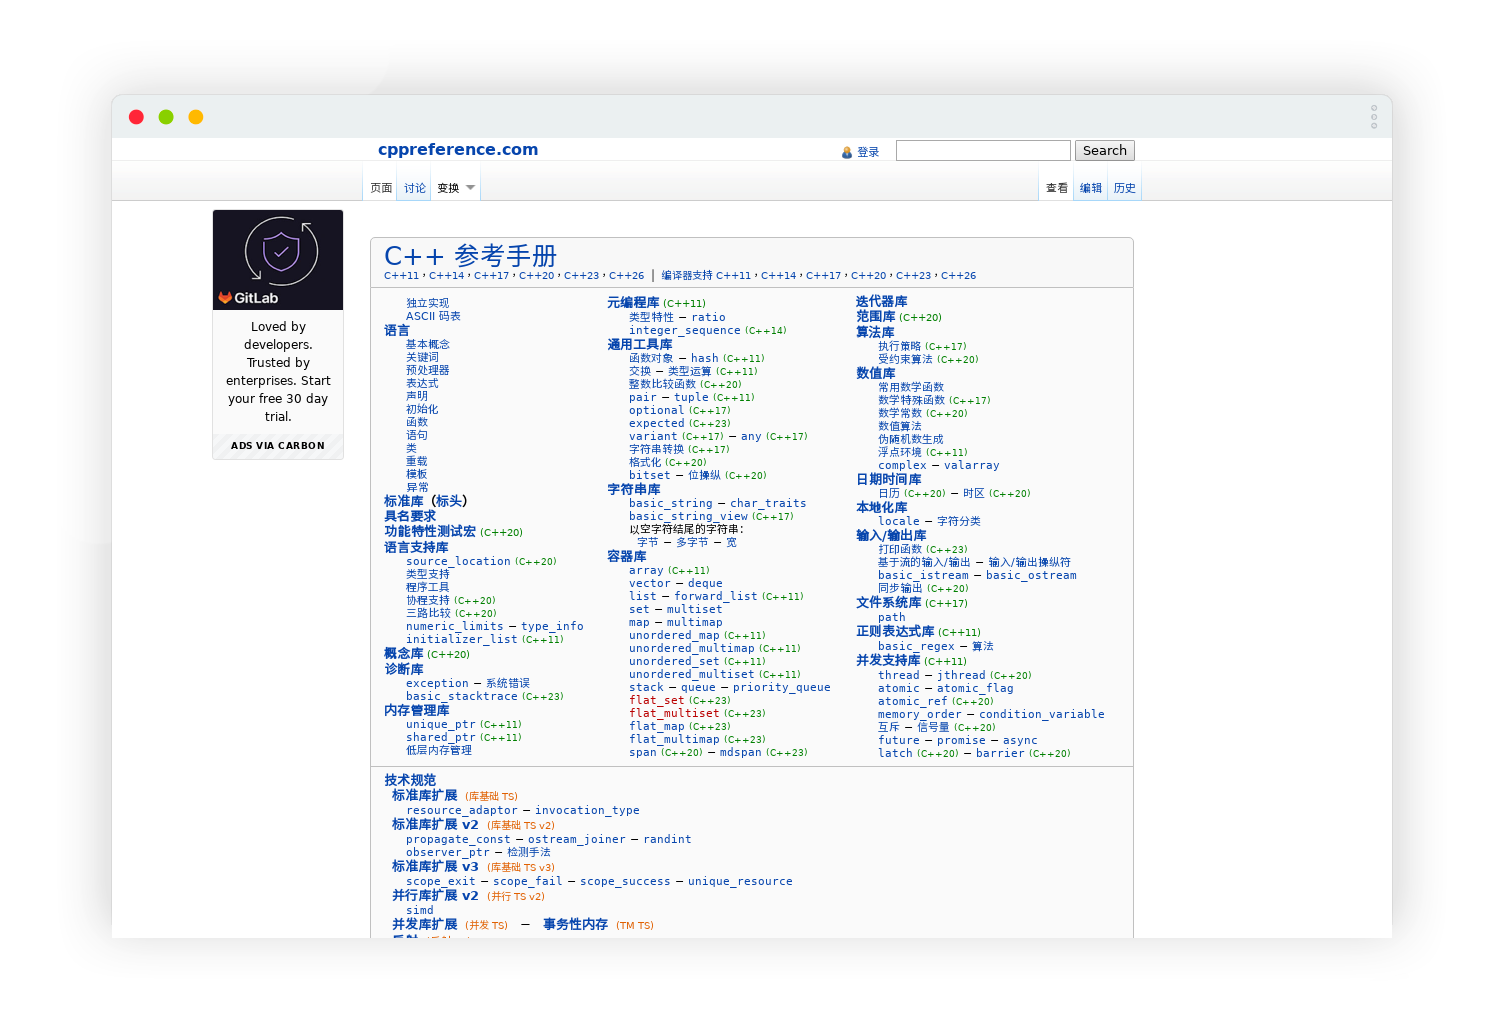 cppreference.com
登录
Search
页面
讨论
变换
查看
编辑
历史
GitLab
Loved by
developers.
Trusted by
enterprises. Start
your free 30 day
trial.
ADS VIA CARBON
C++ 参考手册
C++11，C++14，C++17，C++20，C++23，C++26 │ 编译器支持 C++11，C++14，C++17，C++20，C++23，C++26
独立实现
ASCII 码表
语言
基本概念
关键词
预处理器
表达式
声明
初始化
函数
语句
类
重载
模板
异常
标准库（标头）
具名要求
功能特性测试宏 (C++20)
语言支持库
source_location (C++20)
类型支持
程序工具
协程支持 (C++20)
三路比较 (C++20)
numeric_limits − type_info
initializer_list (C++11)
概念库 (C++20)
诊断库
exception − 系统错误
basic_stacktrace (C++23)
内存管理库
unique_ptr (C++11)
shared_ptr (C++11)
低层内存管理
元编程库 (C++11)
类型特性 − ratio
integer_sequence (C++14)
通用工具库
函数对象 − hash (C++11)
交换 − 类型运算 (C++11)
整数比较函数 (C++20)
pair − tuple (C++11)
optional (C++17)
expected (C++23)
variant (C++17) − any (C++17)
字符串转换 (C++17)
格式化 (C++20)
bitset − 位操纵 (C++20)
字符串库
basic_string − char_traits
basic_string_view (C++17)
以空字符结尾的字符串：
字节 − 多字节 − 宽
容器库
array (C++11)
vector − deque
list − forward_list (C++11)
set − multiset
map − multimap
unordered_map (C++11)
unordered_multimap (C++11)
unordered_set (C++11)
unordered_multiset (C++11)
stack − queue − priority_queue
flat_set (C++23)
flat_multiset (C++23)
flat_map (C++23)
flat_multimap (C++23)
span (C++20) − mdspan (C++23)
迭代器库
范围库 (C++20)
算法库
执行策略 (C++17)
受约束算法 (C++20)
数值库
常用数学函数
数学特殊函数 (C++17)
数学常数 (C++20)
数值算法
伪随机数生成
浮点环境 (C++11)
complex − valarray
日期时间库
日历 (C++20) − 时区 (C++20)
本地化库
locale − 字符分类
输入/输出库
打印函数 (C++23)
基于流的输入/输出 − 输入/输出操纵符
basic_istream − basic_ostream
同步输出 (C++20)
文件系统库 (C++17)
path
正则表达式库 (C++11)
basic_regex − 算法
并发支持库 (C++11)
thread − jthread (C++20)
atomic − atomic_flag
atomic_ref (C++20)
memory_order − condition_variable
互斥 − 信号量 (C++20)
future − promise − async
latch (C++20) − barrier (C++20)
技术规范
标准库扩展 (库基础 TS)
resource_adaptor − invocation_type
标准库扩展 v2 (库基础 TS v2)
propagate_const − ostream_joiner − randint
observer_ptr − 检测手法
标准库扩展 v3 (库基础 TS v3)
scope_exit − scope_fail − scope_success − unique_resource
并行库扩展 v2 (并行 TS v2)
simd
并发库扩展 (并发 TS) − 事务性内存 (TM TS)